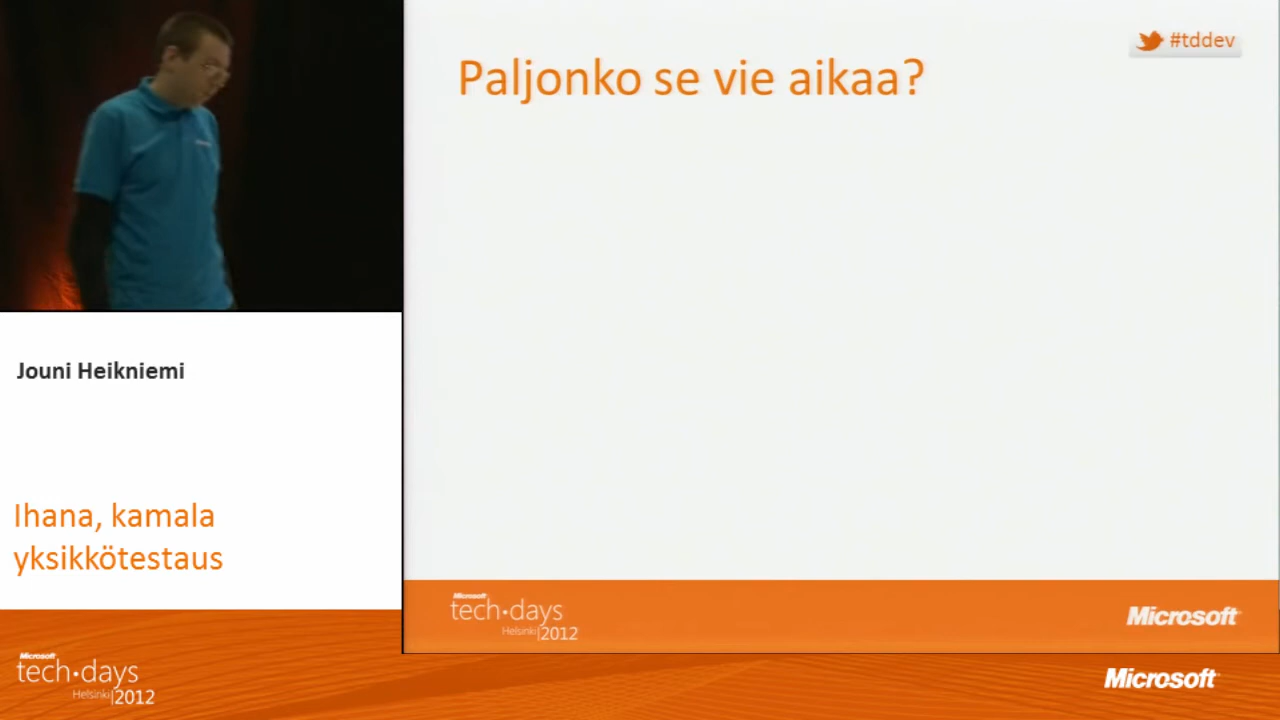 #tddev
Paljonko se vie aikaa?
Jouni Heikniemi
Ihana, kamala
yksikkötestaus
Microsoft
tech·days
Helsinki|2012
Microsoft
Microsoft
tech·days
Helsinki|2012
Microsoft